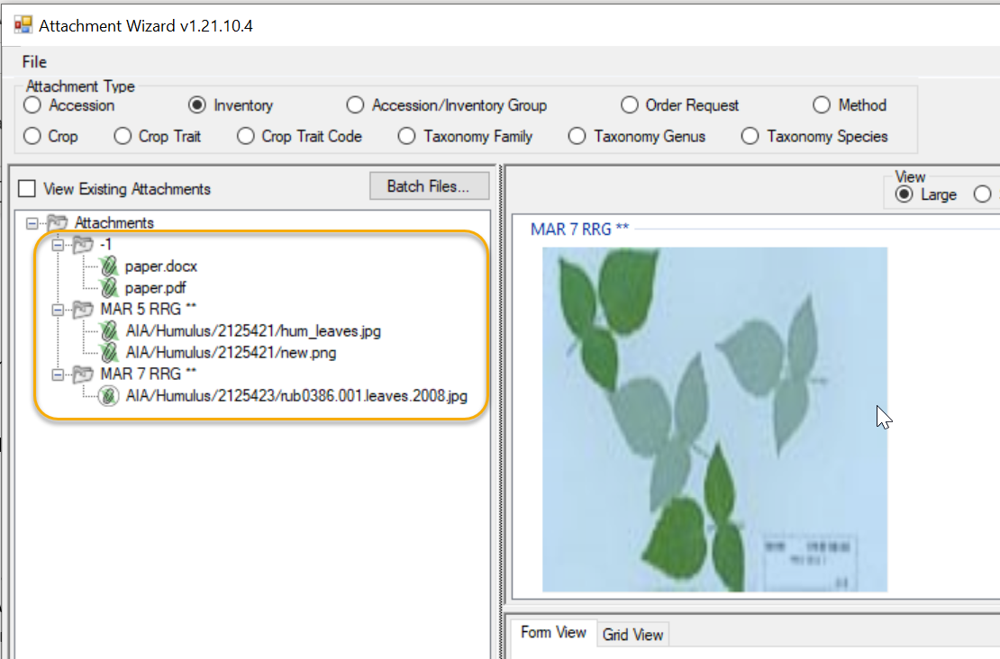 Attachment Wizard v1.21.10.4
File
Attachment Type
Accession Inventory Accession/Inventory Group Order Request Method
Crop Crop Trait Crop Trait Code Taxonomy Family Taxonomy Genus Taxonomy Species
View Existing Attachments Batch Files...
Attachments
-1
paper.docx
paper.pdf
MAR 5 RRG **
AIA/Humulus/2125421/hum_leaves.jpg
AIA/Humulus/2125421/new.png
MAR 7 RRG **
AIA/Humulus/2125423/rub0386.001.leaves.2008.jpg
View
Large
MAR 7 RRG **
Form View Grid View